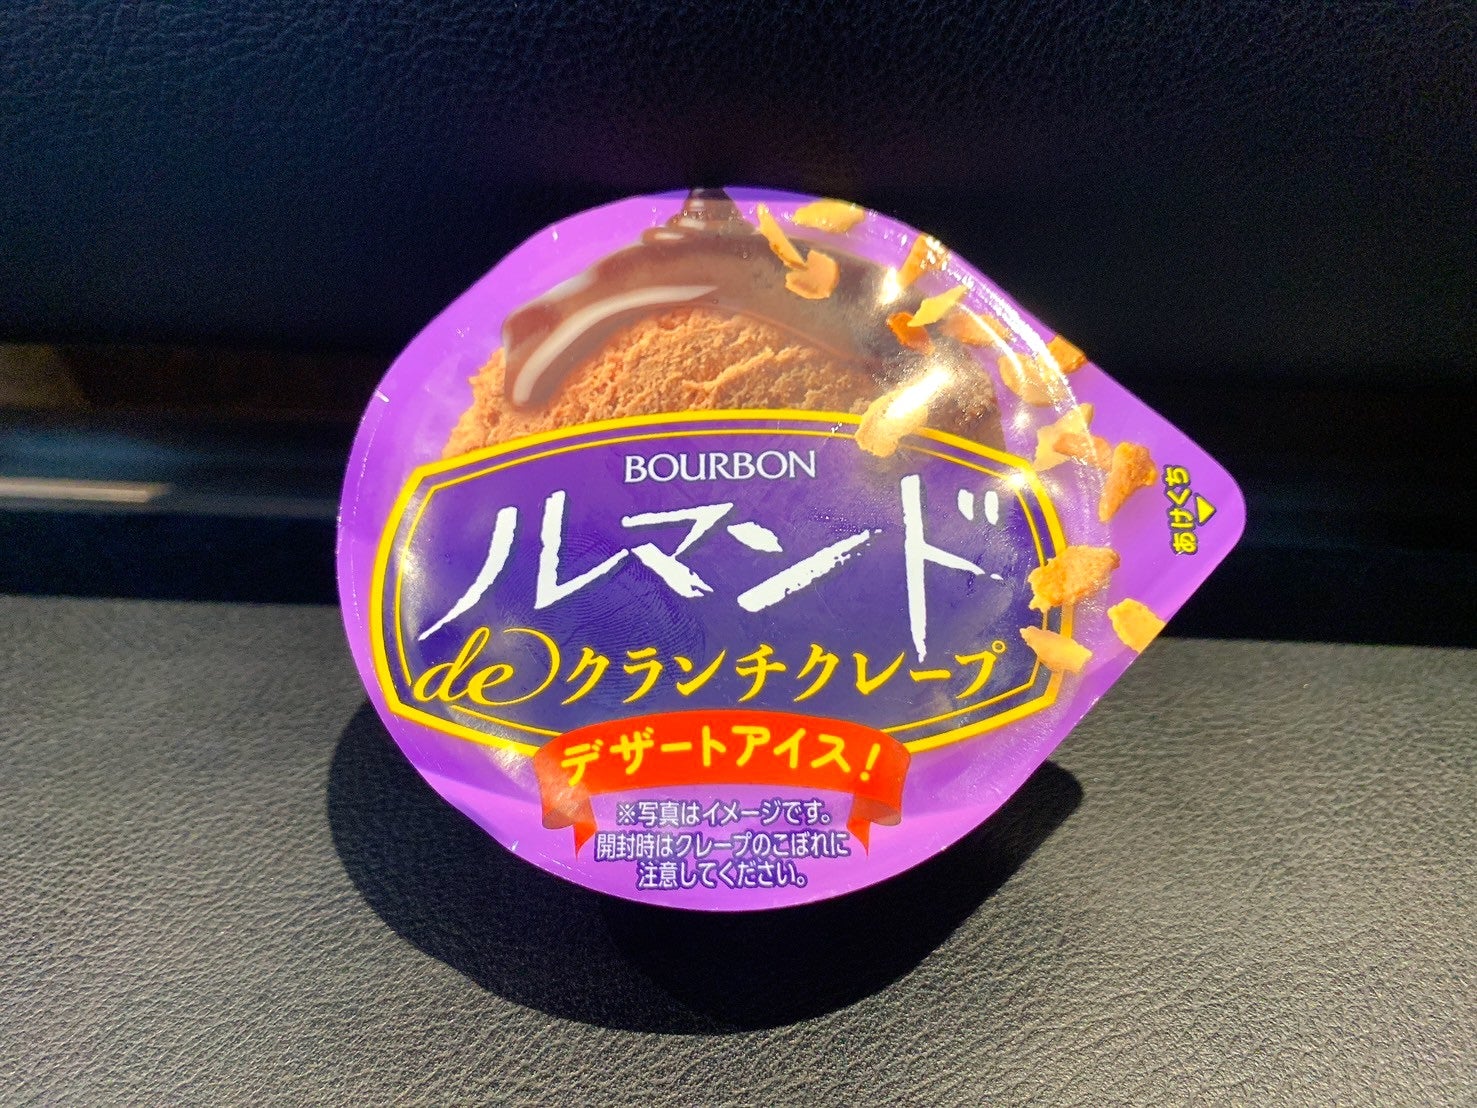 BOURBON
ルマンド
deクランチクレープ
デザートアイス!
※写真はイメージです。
開封時はクレープのこぼれに
注意してください。
あけくち